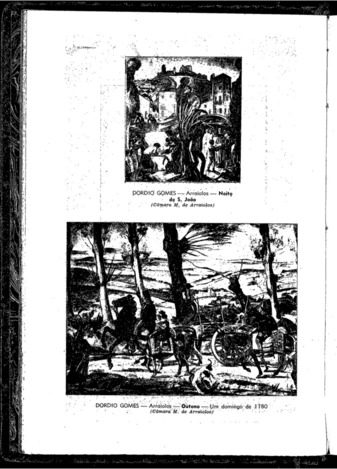 DORDIO GOMES — Arraiolos — Noite
de S. João
(Câmara M. de Arraiolos)
DORDIO GOMES — Arraiolos — Outono — Um domingo de 1780
(Câmara M. de Arraiolos)